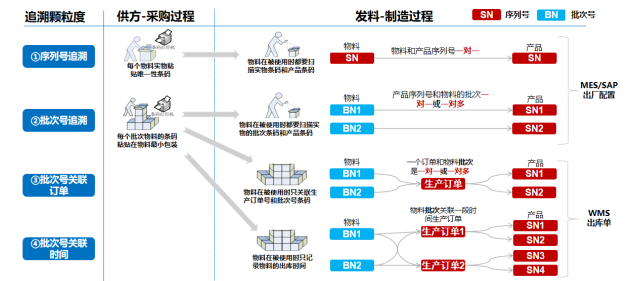 追溯颗粒度
供方-采购过程
发料-制造过程
SN 序列号
BN 批次号
①序列号追溯
每个物料实物粘
贴唯一性条码
物料在被使用时都要扫
描实物条码和产品条码
物料
SN
物料和产品序列号一对一
产品
SN
②批次号追溯
每个批次物料的条码
粘贴在物料最小包装
物料在被使用时都要扫描实
物的批次条码和产品条码
物料
BN1
BN2
产品序列号和物料的批次一
对一或一对多
产品
SN1
SN2
MES/SAP
出厂配置
③批次号关联
订单
物料在被使用时只关联生
产订单号和批次号条码
物料
BN1
BN2
一个订单和物料批次
是一对一或一对多
生产订单
产品
SN1
SN2
④批次号关联
时间
物料在被使用时只记
录物料的出库时间
物料
BN1
BN2
物料批次关联一段时
间生产订单
生产订单1
生产订单2
产品
SN1
SN2
SN3
SN4
WMS
出库单